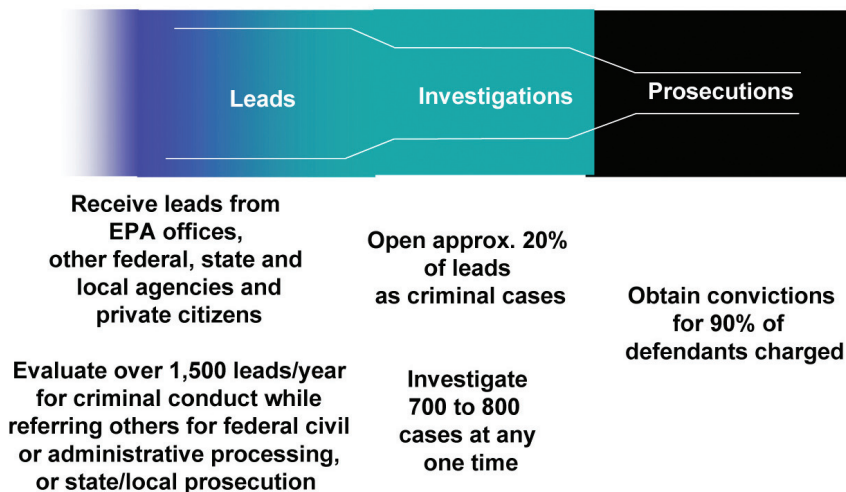 Leads
Investigations
Prosecutions
Receive leads from
EPA offices,
other federal, state and
local agencies and
private citizens
Evaluate over 1,500 leads/year
for criminal conduct while
referring others for federal civil
or administrative processing,
or state/local prosecution
Open approx. 20%
of leads
as criminal cases
Investigate
700 to 800
cases at any
one time
Obtain convictions
for 90% of
defendants charged